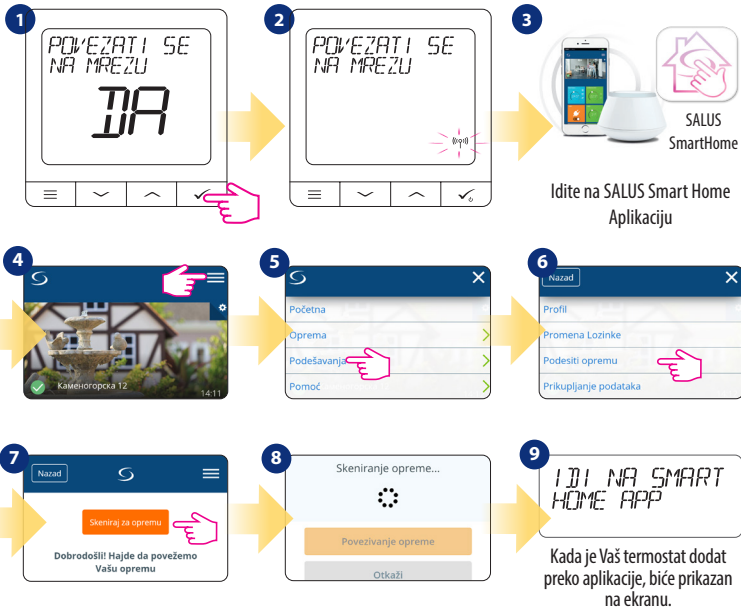 1
POVEZATI SE
NA MREZU
DA
2
POVEZATI SE
NA MREZU
3
SALUS
SmartHome
Idite na SALUS Smart Home
Aplikaciju
4
Каменогорска 12
14:11
5
Početna
Oprema
Podešavanja
Pomoć
6
Nazad
Profil
Promena Lozinke
Podesiti opremu
Prikupljanje podataka
7
Nazad
Skeniraj za opremu
Dobrodošli! Hajde da povežemo
Vašu opremu
8
Skeniranje opreme...
Povezivanje opreme
Otkaži
9
IDI NA SMART
HOME APP
Kada je Vaš termostat dodat
preko aplikacije, biće prikazan
na ekranu.